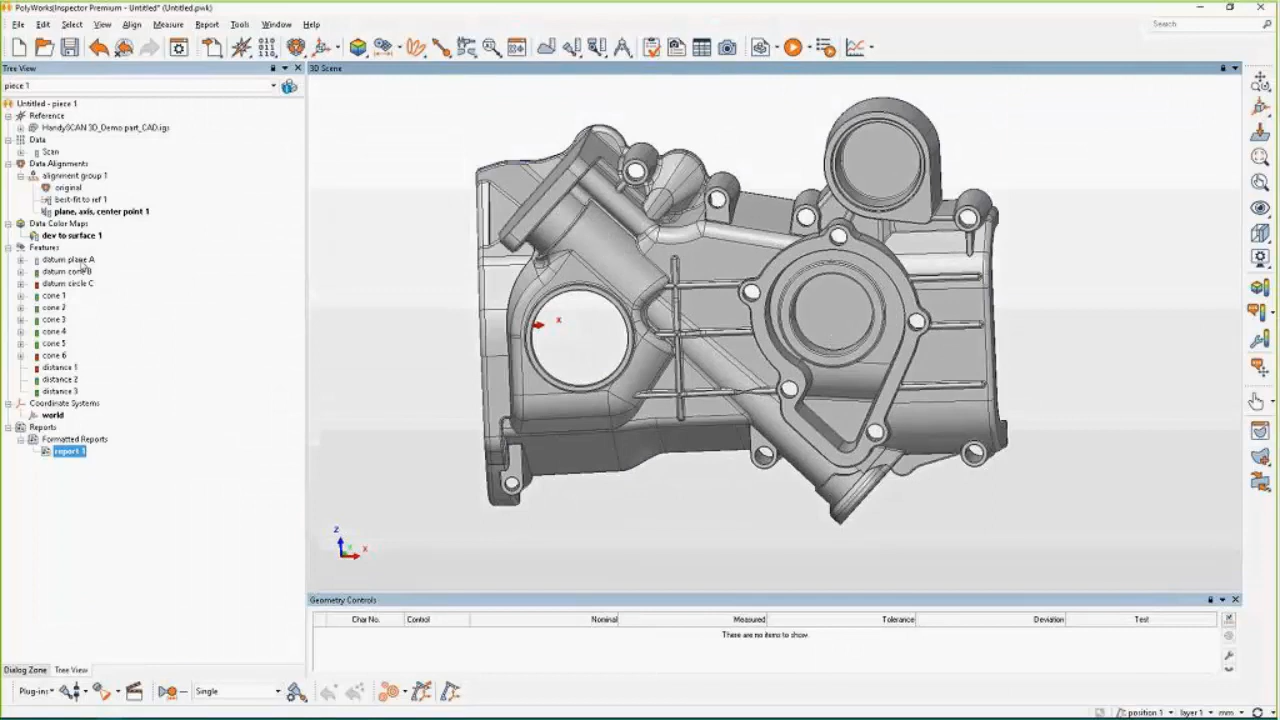 PolyWorks|Inspector Premium - Untitled* (Untitled.pwk)
File Edit Select View Align Measure Report Tools Window Help
Search
Tree View
3D Scene
piece 1
Untitled - piece 1
Reference
HandySCAN 3D_Demo part_CAD.igs
Data
Scan
Data Alignments
alignment group 1
original
best-fit to ref 1
plane, axis, center point 1
Data Color Maps
dev to surface 1
Features
datum plane A
datum cone B
datum circle C
cone 1
cone 2
cone 3
cone 4
cone 5
cone 6
distance 1
distance 2
distance 3
Coordinate Systems
world
Reports
Formatted Reports
report 1
X
Z
X
Geometry Controls
Char No. Control Nominal Measured Tolerance Deviation Test
There are no items to show.
Dialog Zone Tree View
Plug-ins Single
position 1 layer 1 mm